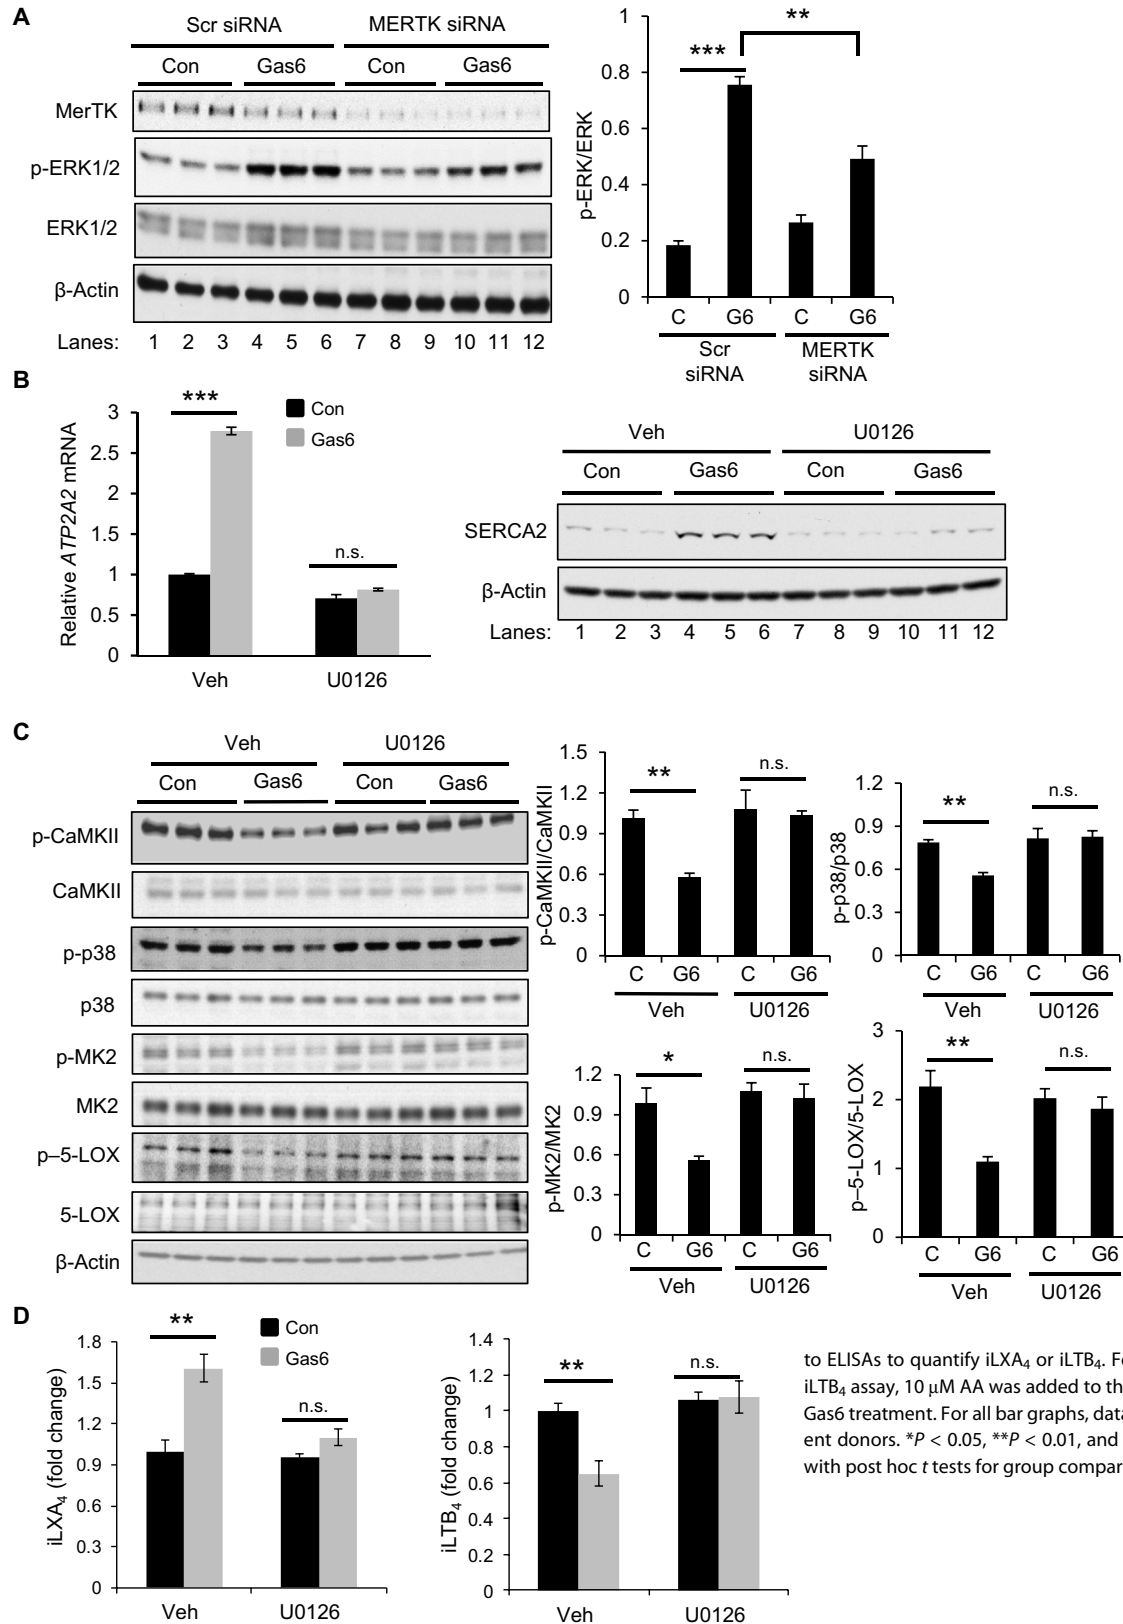 A
Scr siRNA MERTK siRNA
Con Gas6 Con Gas6
MerTK
p-ERK1/2
ERK1/2
β-Actin
Lanes: 1 2 3 4 5 6 7 8 9 10 11 12
p-ERK/ERK
1
0.8
0.6
0.4
0.2
0
*** **
C G6 C G6
Scr siRNA
MERTK siRNA
B
Relative ATP2A2 mRNA
3
2.5
2
1.5
1
0.5
0
***
n.s.
Con
Gas6
Veh U0126
Veh U0126
Con Gas6 Con Gas6
SERCA2
β-Actin
Lanes: 1 2 3 4 5 6 7 8 9 10 11 12
C
Veh U0126
Con Gas6 Con Gas6
p-CaMKII
CaMKII
p-p38
p38
p-MK2
MK2
p–5-LOX
5-LOX
β-Actin
p-CaMKII/CaMKII
1.5
1.2
0.9
0.6
0.3
0
** n.s.
C G6 C G6
Veh U0126
p-p38/p38
1.2
0.9
0.6
0.3
0
** n.s.
C G6 C G6
Veh U0126
p-MK2/MK2
1.2
0.9
0.6
0.3
0
* n.s.
C G6 C G6
Veh U0126
p–5-LOX/5-LOX
3
2
1
0
** n.s.
C G6 C G6
Veh U0126
D
iLXA₄ (fold change)
1.8
1.5
1.2
0.9
0.6
0.3
0
**
n.s.
Con
Gas6
Veh U0126
iLTB₄ (fold change)
1.4
1.2
1
0.8
0.6
0.4
0.2
0
** n.s.
Veh U0126
to ELISAs to quantify iLXA₄ or iLTB₄. Fo
iLTB₄ assay, 10 μM AA was added to th
Gas6 treatment. For all bar graphs, data
ent donors. *P < 0.05, **P < 0.01, and
with post hoc t tests for group compar